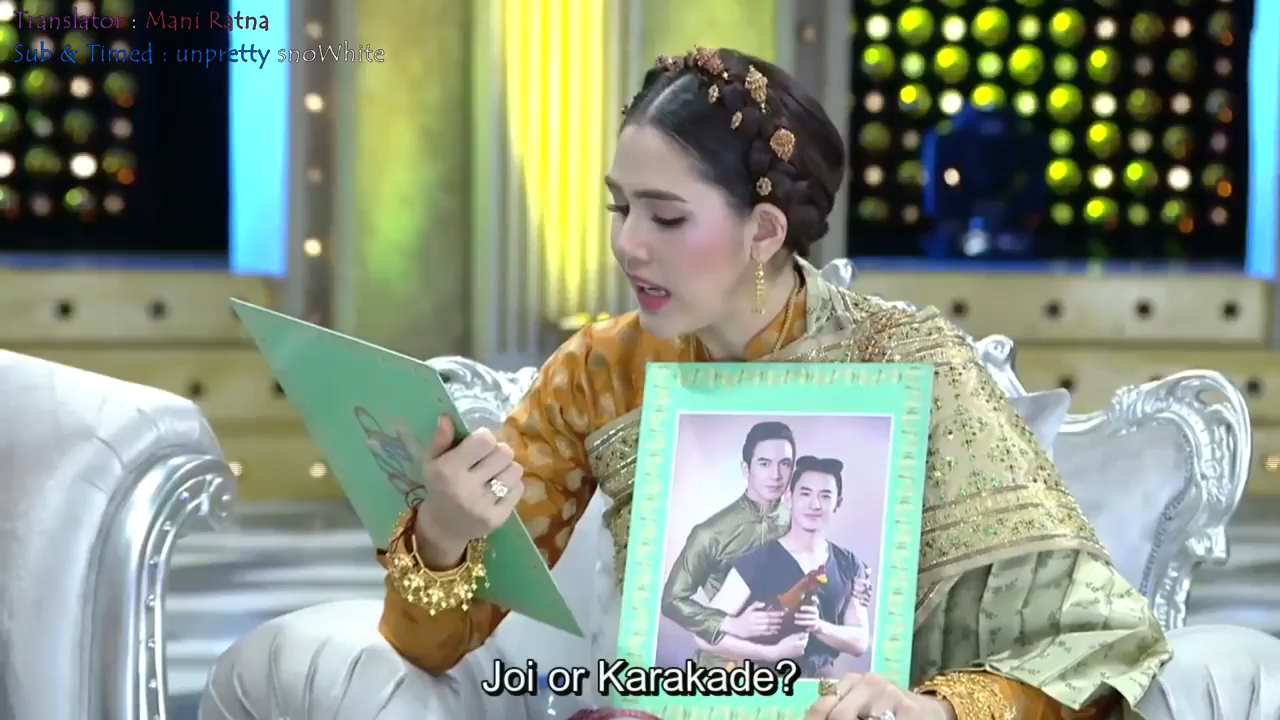 Translator : Mani Ratna
Sub & Timed : unpretty snoWhite
Joi or Karakade?